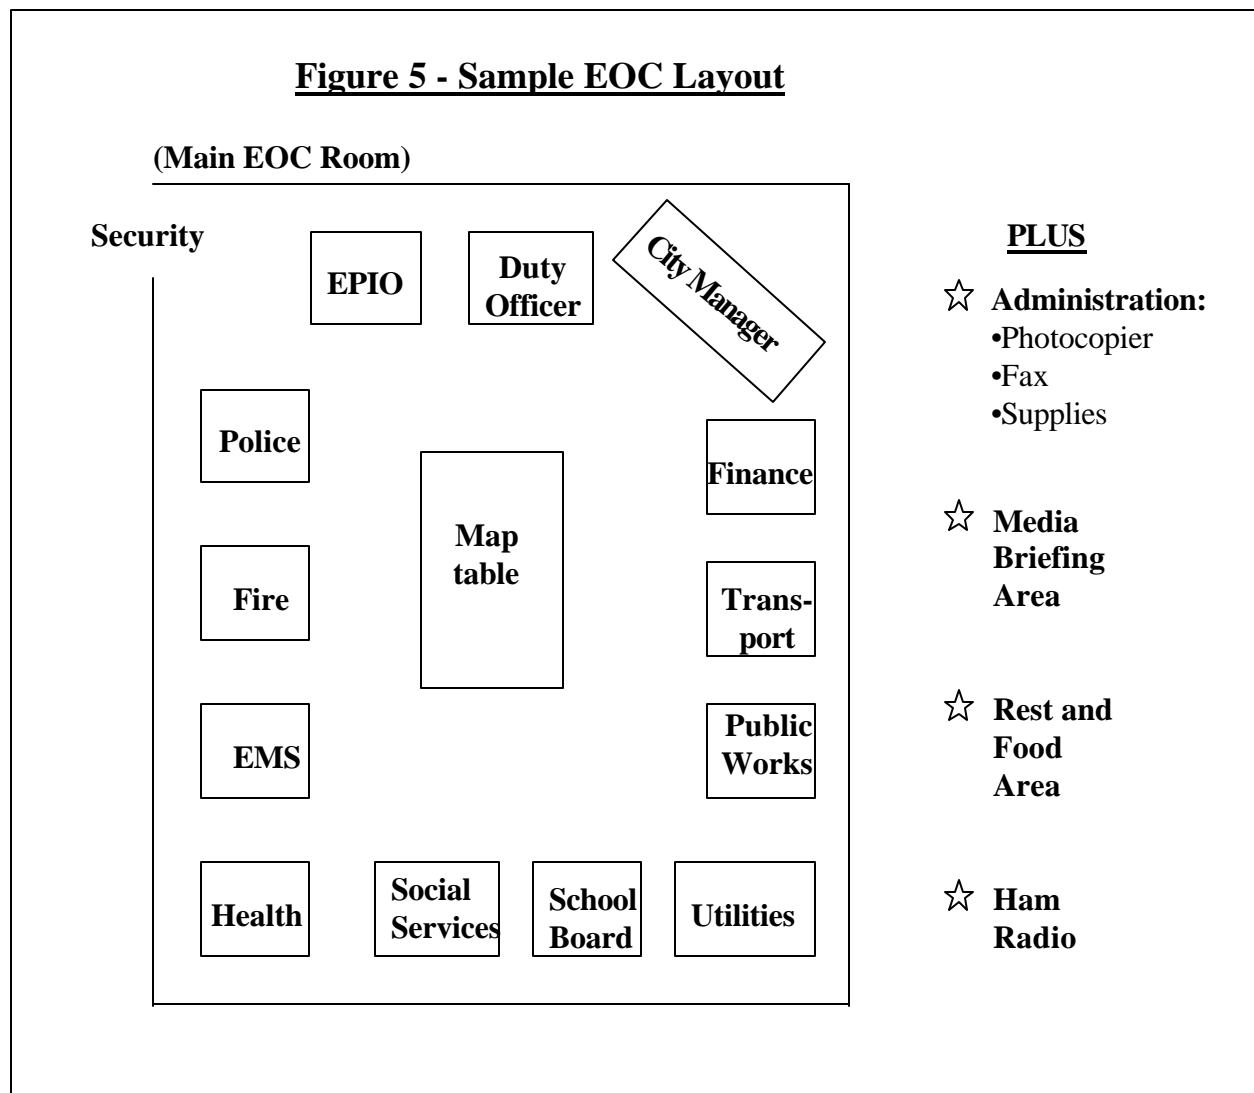 Figure 5 - Sample EOC Layout
(Main EOC Room)
Security
EPIO
Duty
Officer
City Manager
Police
Finance
Map
table
Fire
Trans-
port
EMS
Public
Works
Health
Social
Services
School
Board
Utilities
PLUS
☆ Administration:
•Photocopier
•Fax
•Supplies
☆ Media
Briefing
Area
☆ Rest and
Food
Area
☆ Ham
Radio